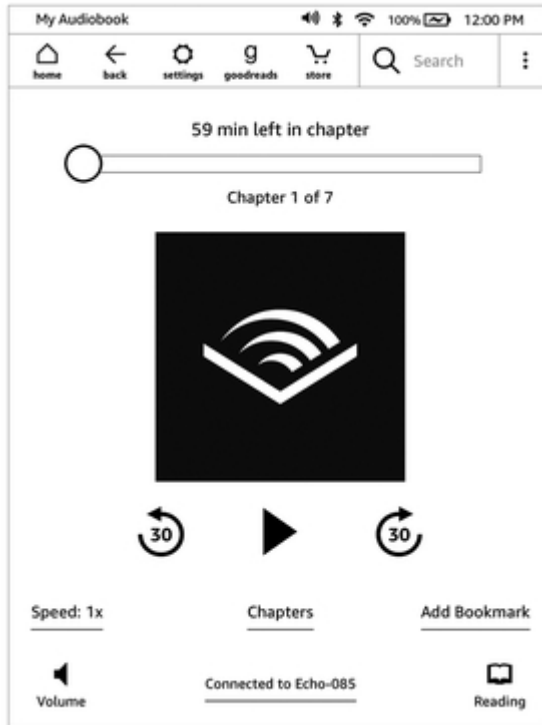 My Audiobook 100% 12:00 PM
home back settings goodreads store Search
59 min left in chapter
Chapter 1 of 7
30 30
Speed: 1x Chapters Add Bookmark
Volume Connected to Echo-085 Reading